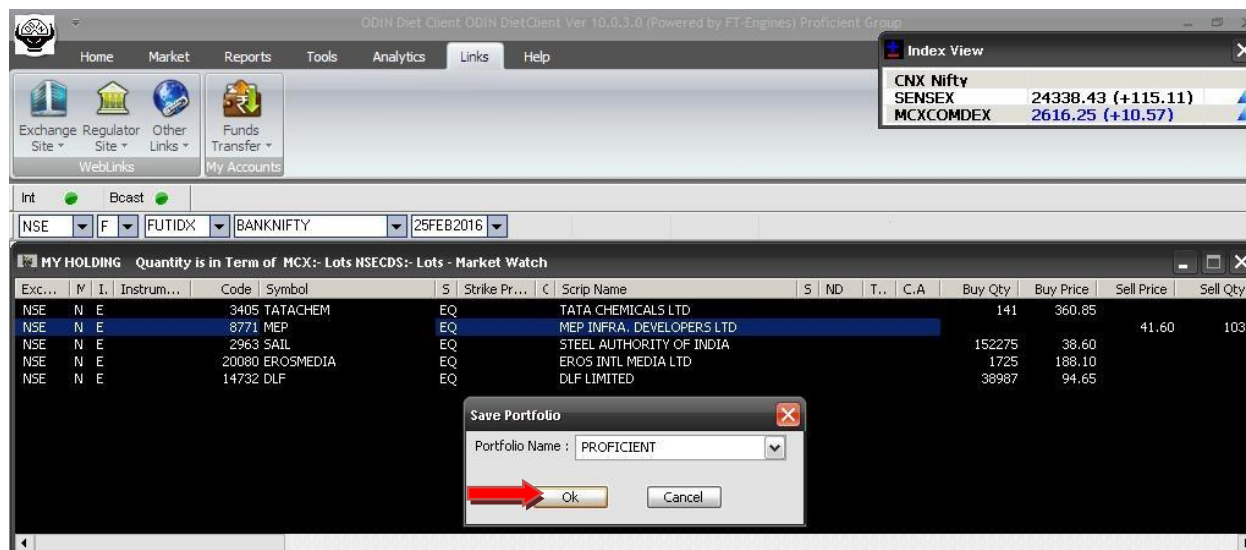 ODIN Diet Client ODIN DietClient Ver 10.0.3.0 (Powered by FT-Engines) Proficient Group
Home Market Reports Tools Analytics Links Help
Index View
CNX Nifty
SENSEX 24338.43 (+115.11)
MCXCOMDEX 2616.25 (+10.57)
Exchange Site Regulator Site Other Links Funds Transfer
WebLinks My Accounts
Int Bcast
NSE F FUTIDX BANKNIFTY 25FEB2016
MY HOLDING Quantity is in Term of MCX:- Lots NSECDS:- Lots - Market Watch
Exc... M I. Instrum... Code Symbol S Strike Pr... C Scrip Name S ND T.. C.A Buy Qty Buy Price Sell Price Sell Qty
NSE N E 3405 TATACHEM EQ TATA CHEMICALS LTD 141 360.85
NSE N E 8771 MEP EQ MEP INFRA. DEVELOPERS LTD 41.60 103
NSE N E 2963 SAIL EQ STEEL AUTHORITY OF INDIA 152275 38.60
NSE N E 20080 EROSMEDIA EQ EROS INTL MEDIA LTD 1725 188.10
NSE N E 14732 DLF EQ DLF LIMITED 38987 94.65
Save Portfolio
Portfolio Name : PROFICIENT
Ok Cancel